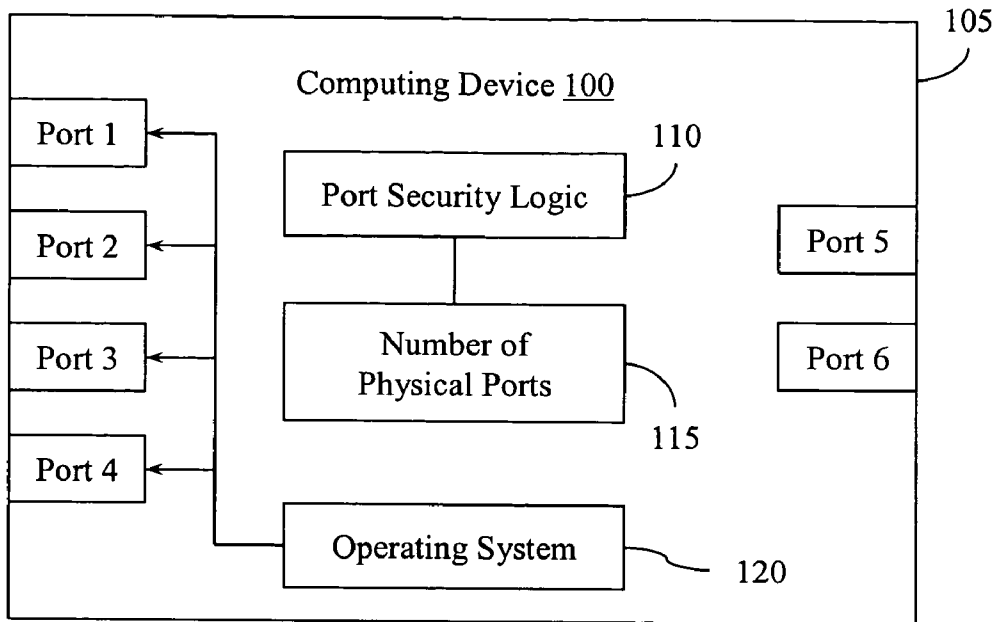 105
Computing Device 100
Port 1
110
Port Security Logic
Port 2
Port 5
Port 3
Number of
Physical Ports
Port 6
115
Port 4
Operating System
120